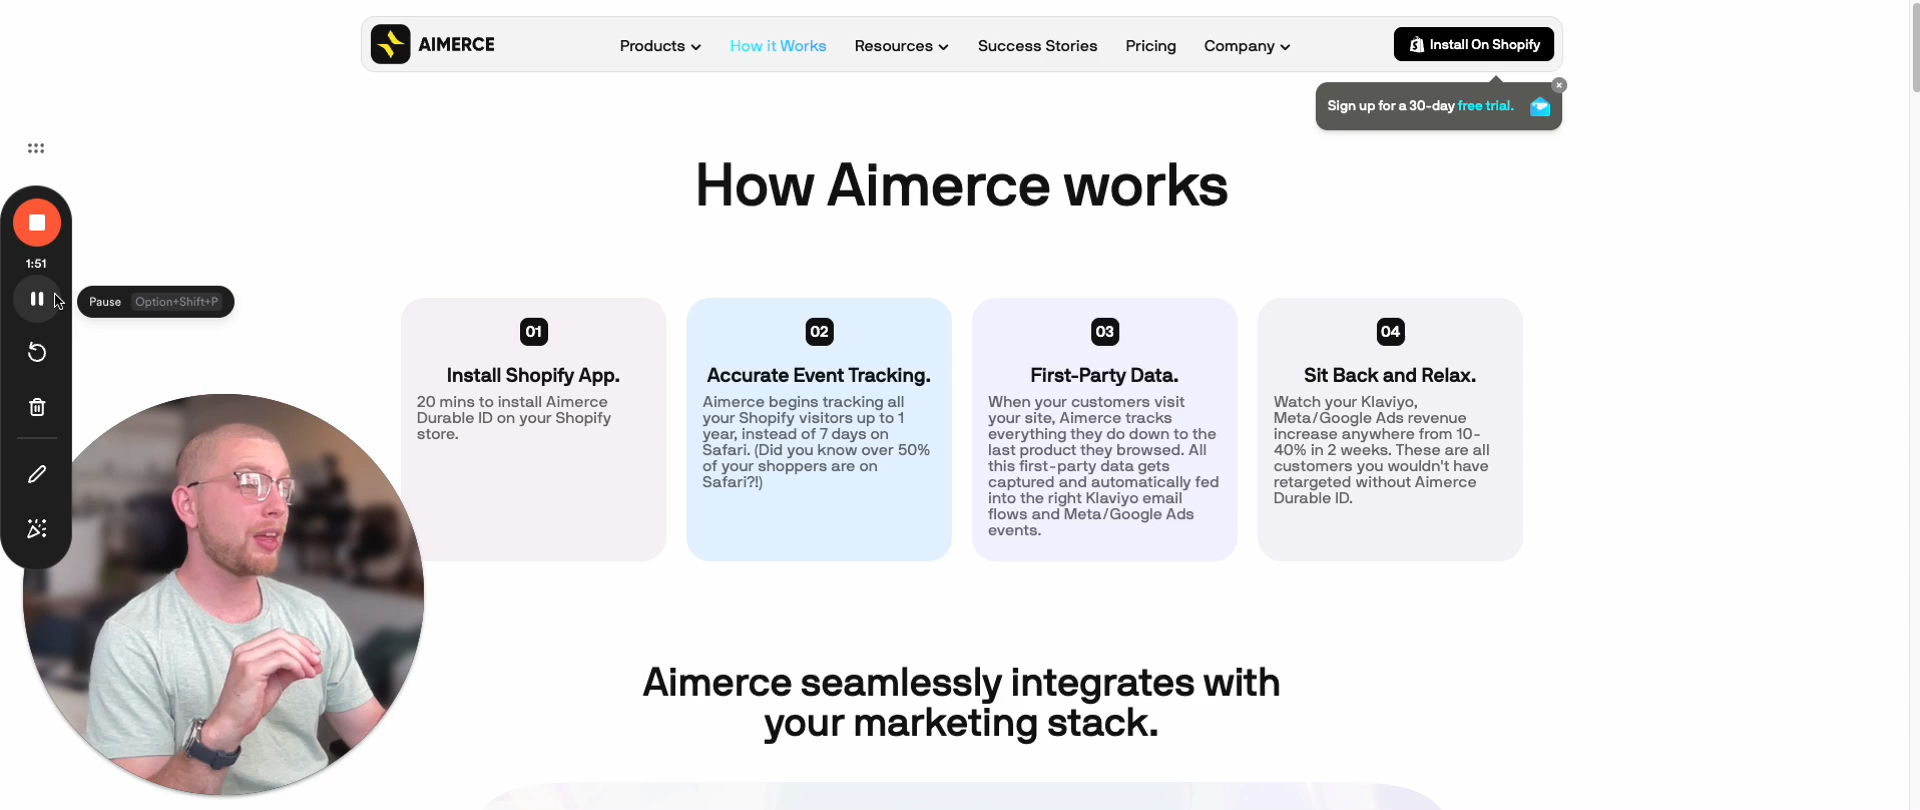 AIMERCE
Products
How it Works
Resources
Success Stories
Pricing
Company
Install On Shopify
Sign up for a 30-day free trial.
How Aimerce works
1:51
Pause Option+Shift+P
01
Install Shopify App.
20 mins to install Aimerce
Durable ID on your Shopify
store.
02
Accurate Event Tracking.
Aimerce begins tracking all
your Shopify visitors up to 1
year, instead of 7 days on
Safari. (Did you know over 50%
of your shoppers are on
Safari?!)
03
First-Party Data.
When your customers visit
your site, Aimerce tracks
everything they do down to the
last product they browsed. All
this first-party data gets
captured and automatically fed
into the right Klaviyo email
flows and Meta/Google Ads
events.
04
Sit Back and Relax.
Watch your Klaviyo,
Meta/Google Ads revenue
increase anywhere from 10-
40% in 2 weeks. These are all
customers you wouldn't have
retargeted without Aimerce
Durable ID.
Aimerce seamlessly integrates with
your marketing stack.